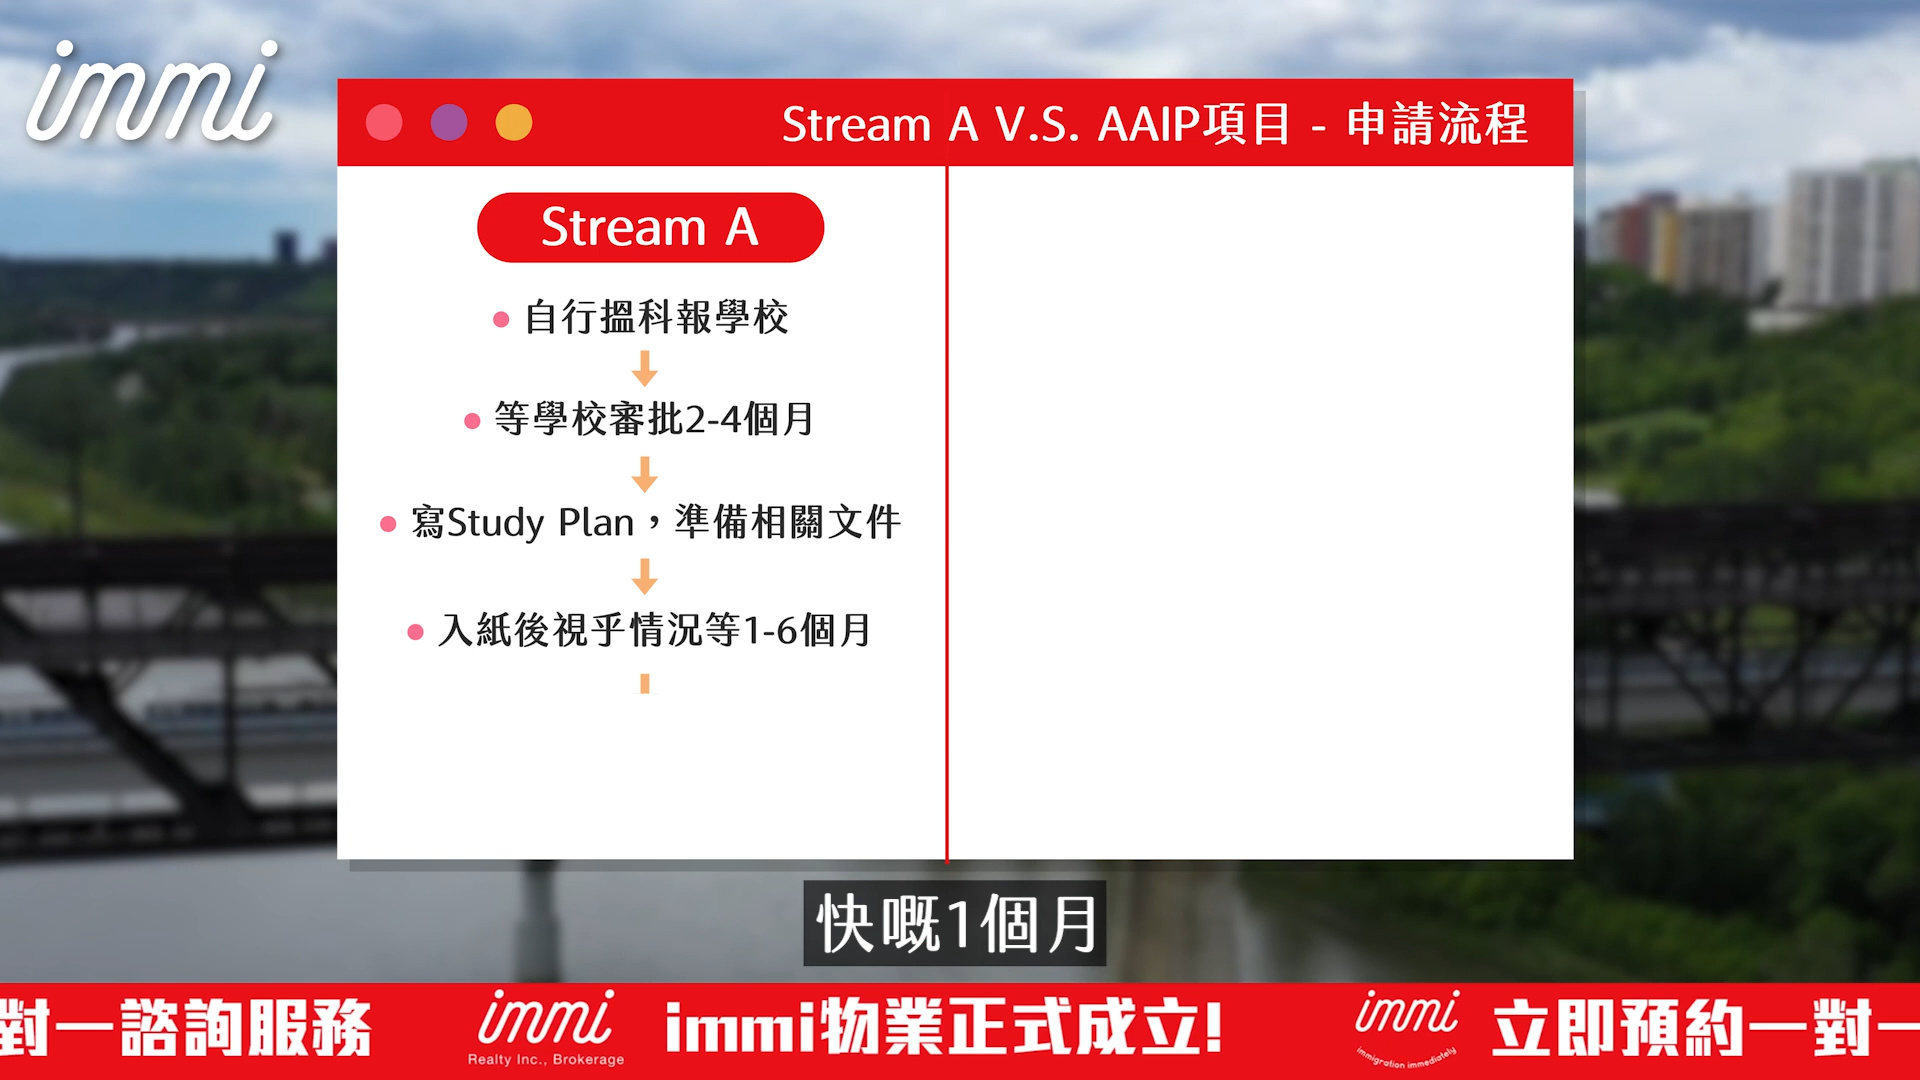 immi
Stream A V.S. AAIP項目 - 申請流程
Stream A
自行搵科報學校
等學校審批2-4個月
寫Study Plan，準備相關文件
入紙後視乎情況等1-6個月
快嘅1個月
對一諮詢服務
immi
Realty Inc., Brokerage
immi物業正式成立!
immi
immigration immediately
立即預約一對一